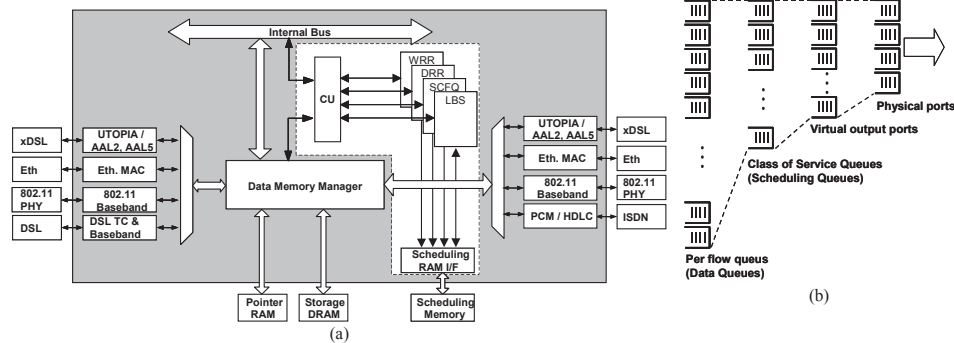 Internal Bus
CU
WRR
DRR
SCFQ
LBS
xDSL
UTOPIA /
AAL2, AAL5
Eth
Eth. MAC
802.11
PHY
802.11
Baseband
DSL
DSL TC &
Baseband
Data Memory Manager
UTOPIA /
AAL2, AAL5
xDSL
Eth. MAC
Eth
802.11
Baseband
802.11
PHY
PCM / HDLC
ISDN
Scheduling
RAM I/F
Pointer
RAM
Storage
DRAM
Scheduling
Memory
(a)
Physical ports
Virtual output ports
Class of Service Queues
(Scheduling Queues)
Per flow queus
(Data Queues)
(b)